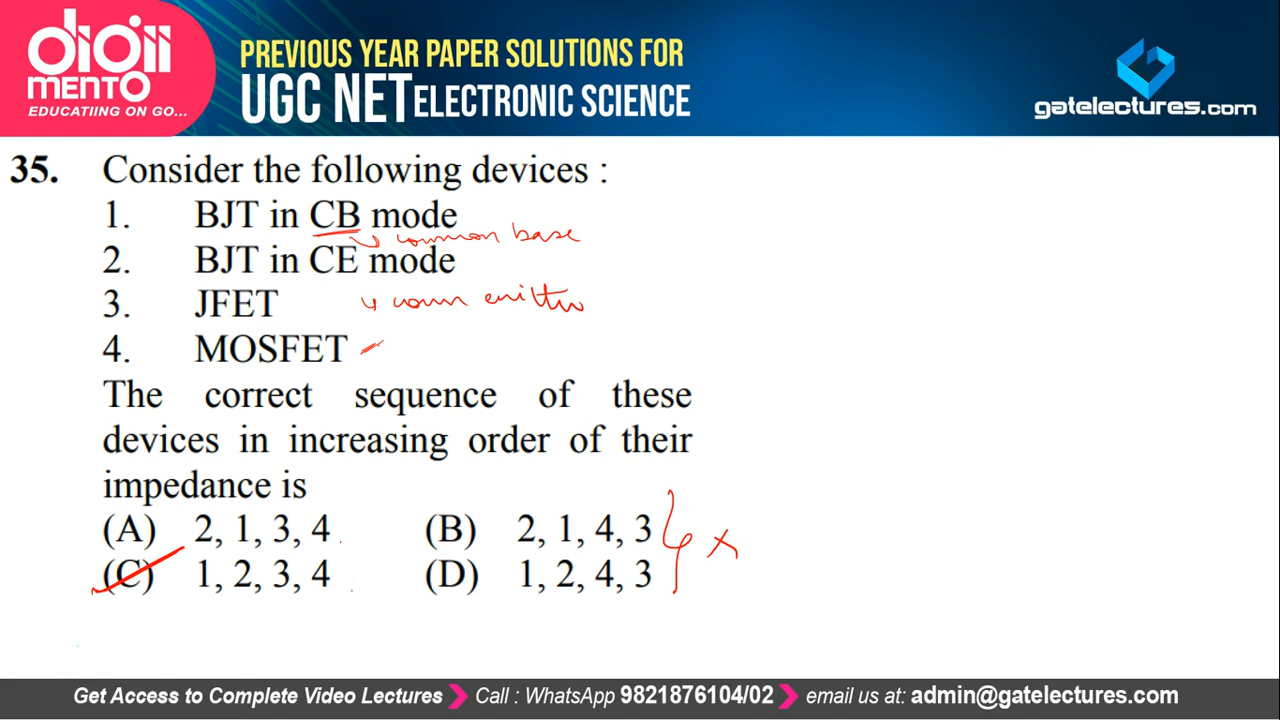 dioii
MENTO
EDUCATIING ON GO...
PREVIOUS YEAR PAPER SOLUTIONS FOR
UGC NET ELECTRONIC SCIENCE
gatelectures.com
35. Consider the following devices :
1. BJT in CB mode
common base
2. BJT in CE mode
3. JFET
4. MOSFET
The correct sequence of these
devices in increasing order of their
impedance is
(A) 2, 1, 3, 4 (B) 2, 1, 4, 3
(C) 1, 2, 3, 4 (D) 1, 2, 4, 3
Get Access to Complete Video Lectures Call : WhatsApp 9821876104/02 email us at: admin@gatelectures.com